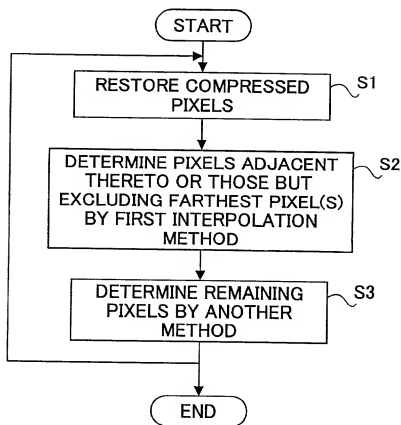 START
RESTORE COMPRESSED
PIXELS
S1
DETERMINE PIXELS ADJACENT
THERETO OR THOSE BUT
EXCLUDING FARTHEST PIXEL(S)
BY FIRST INTERPOLATION
METHOD
S2
DETERMINE REMAINING
PIXELS BY ANOTHER
METHOD
S3
END